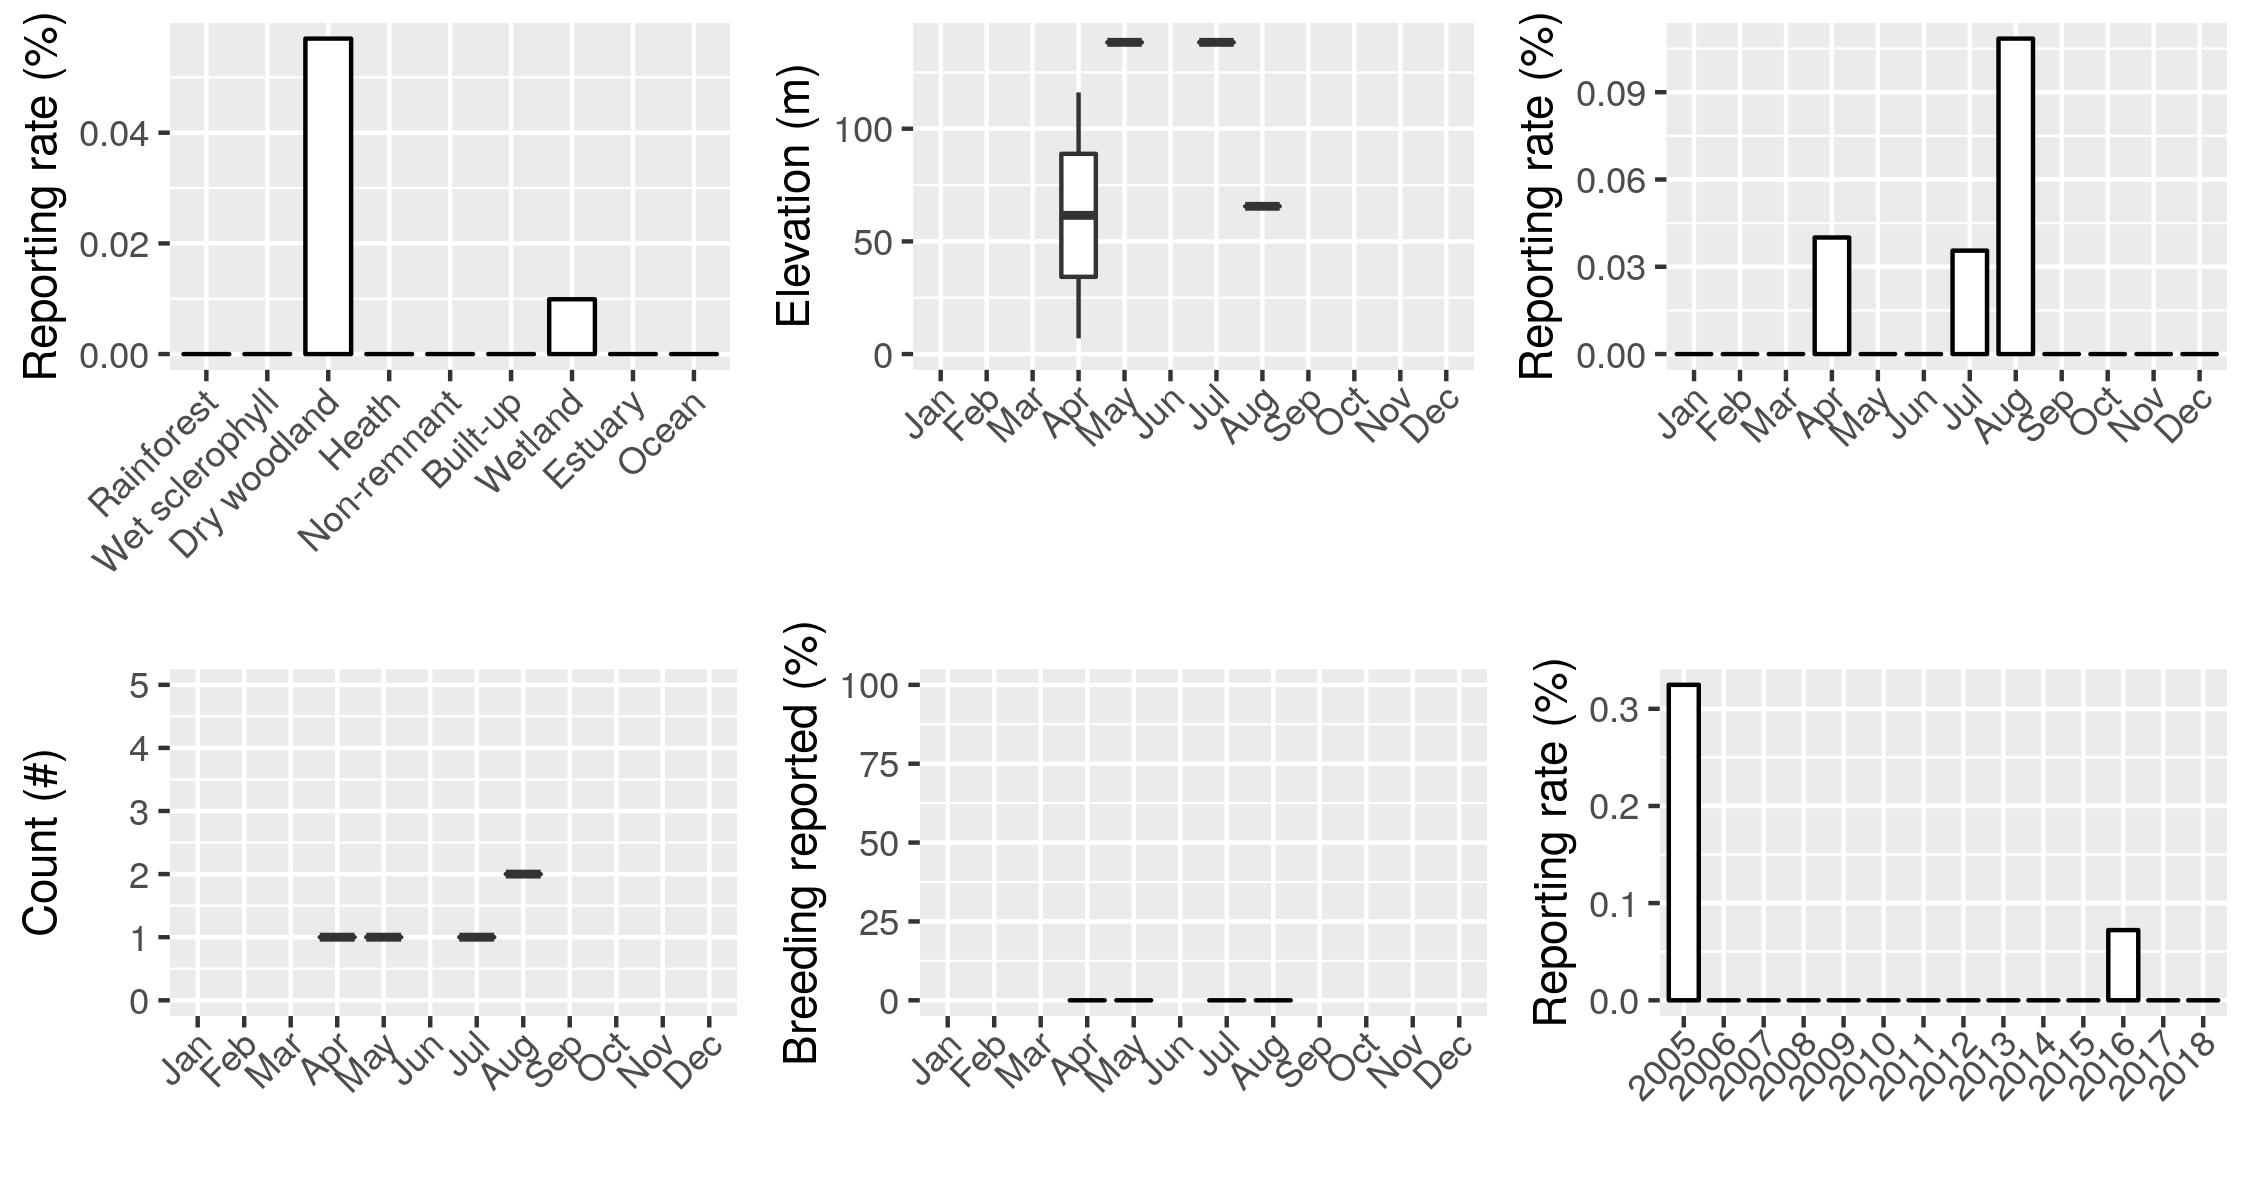 Reporting rate (%)
0.04
0.02
0.00
Rainforest
Wet sclerophyll
Dry woodland
Heath
Non-remnant
Built-up
Wetland
Estuary
Ocean
Elevation (m)
100
50
0
Jan
Feb
Mar
Apr
May
Jun
Jul
Aug
Sep
Oct
Nov
Dec
Reporting rate (%)
0.09
0.06
0.03
0.00
Jan
Feb
Mar
Apr
May
Jun
Jul
Aug
Sep
Oct
Nov
Dec
Count (#)
5
4
3
2
1
0
Jan
Feb
Mar
Apr
May
Jun
Jul
Aug
Sep
Oct
Nov
Dec
Breeding reported (%)
100
75
50
25
0
Jan
Feb
Mar
Apr
May
Jun
Jul
Aug
Sep
Oct
Nov
Dec
Reporting rate (%)
0.3
0.2
0.1
0.0
2005
2006
2007
2008
2009
2010
2011
2012
2013
2014
2015
2016
2017
2018